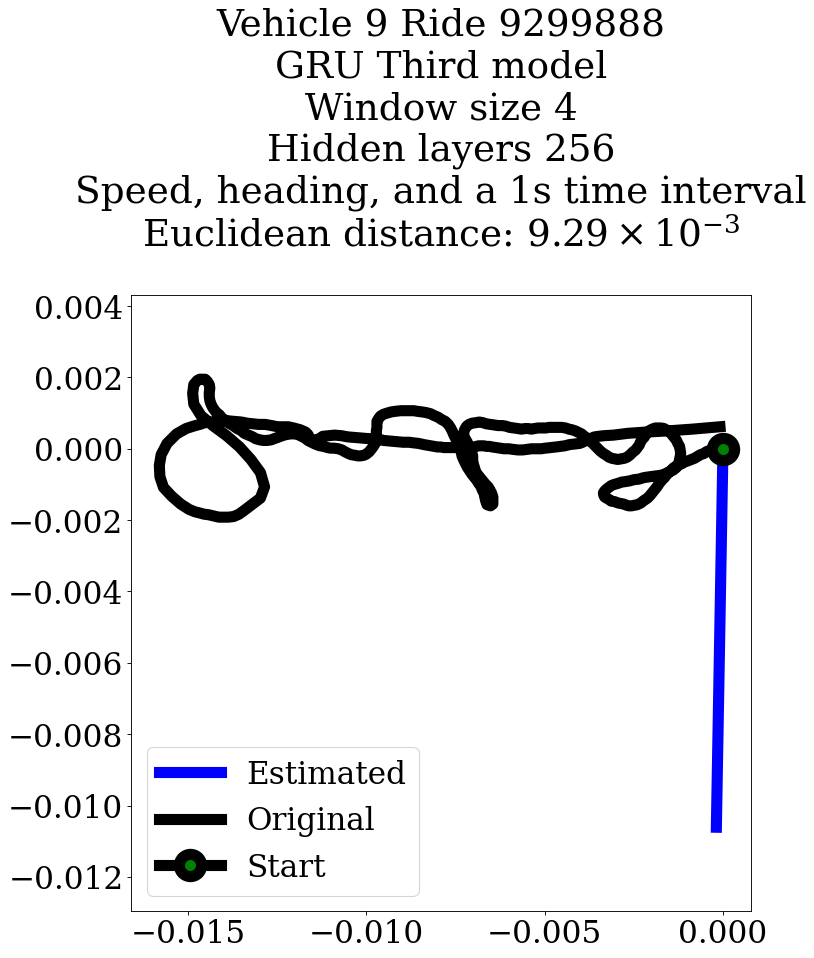 Vehicle 9 Ride 9299888
GRU Third model
Window size 4
Hidden layers 256
Speed, heading, and a 1s time interval
Euclidean distance: 9.29 × 10⁻³
0.004
0.002
0.000
−0.002
−0.004
−0.006
−0.008
−0.010
−0.012
Estimated
Original
Start
−0.015 −0.010 −0.005 0.000